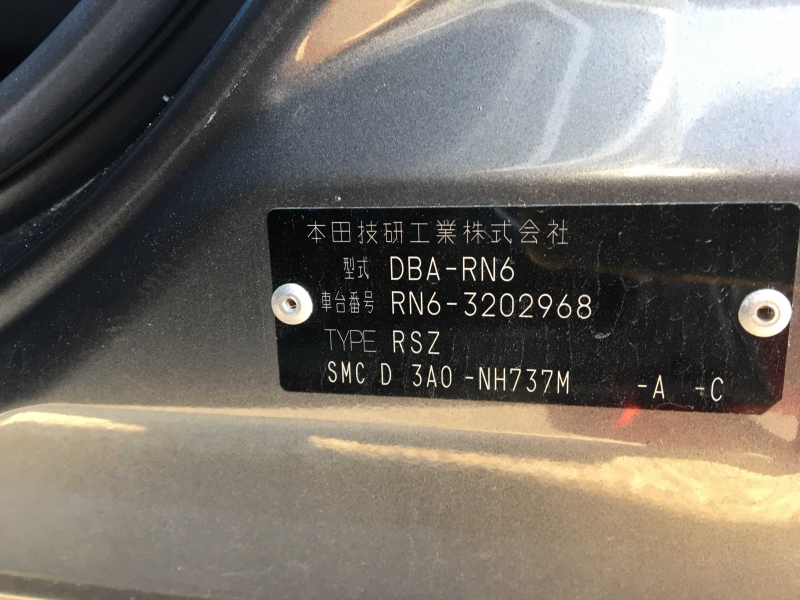 本田技研工業株式会社
型式 DBA-RN6
車台番号 RN6-3202968
TYPE RSZ
SMC D 3A0 -NH737M -A -C